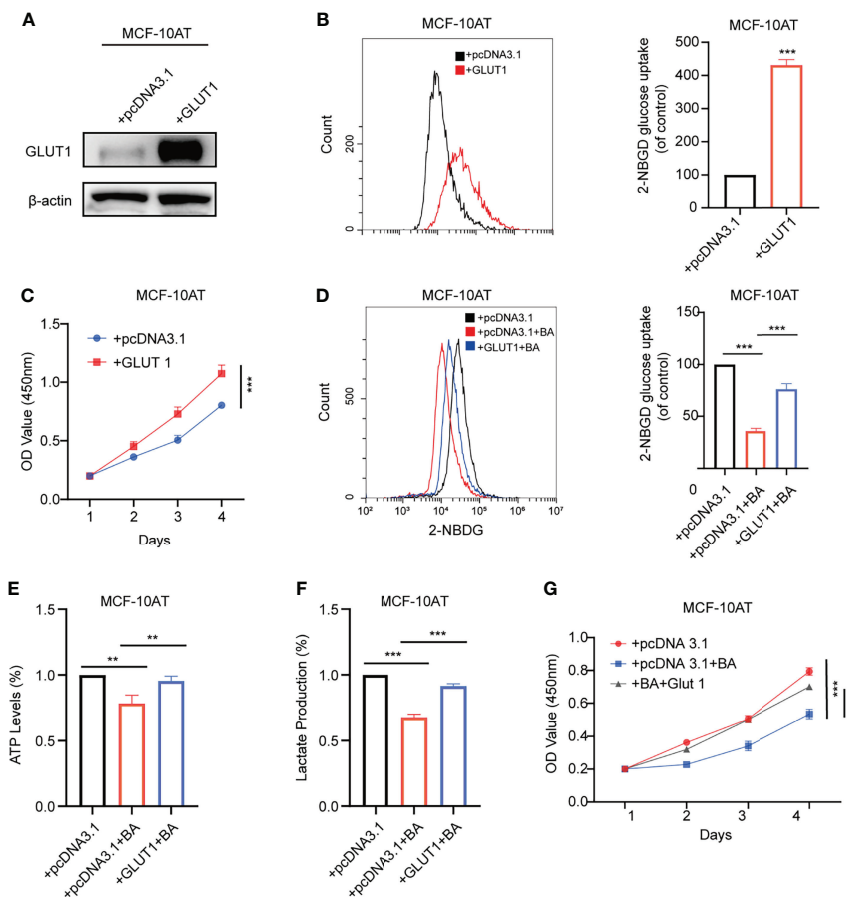 A
MCF-10AT
+pcDNA3.1
+GLUT1
GLUT1
β-actin
B
MCF-10AT
+pcDNA3.1
+GLUT1
Count
200
0
MCF-10AT
2-NBGD glucose uptake
(of control)
500
400
300
200
100
0
***
+pcDNA3.1
+GLUT1
C
MCF-10AT
+pcDNA3.1
+GLUT 1
OD Value (450nm)
1.5
1.0
0.5
0.0
1 2 3 4
Days
***
D
MCF-10AT
+pcDNA3.1
+pcDNA3.1+BA
+GLUT1+BA
Count
500
0
10² 10³ 10⁴ 10⁵ 10⁶ 10⁷
2-NBDG
MCF-10AT
2-NBGD glucose uptake
(of control)
150
100
50
0
***
***
+pcDNA3.1
+pcDNA3.1+BA
+GLUT1+BA
E
MCF-10AT
ATP Levels (%)
1.5
1.0
0.5
0.0
**
**
+pcDNA3.1
+pcDNA3.1+BA
+GLUT1+BA
F
MCF-10AT
Lactate Production (%)
1.5
1.0
0.5
0.0
***
***
+pcDNA3.1
+pcDNA3.1+BA
+GLUT1+BA
G
MCF-10AT
+pcDNA 3.1
+pcDNA 3.1+BA
+BA+Glut 1
OD Value (450nm)
1.0
0.8
0.6
0.4
0.2
0.0
1 2 3 4
Days
***